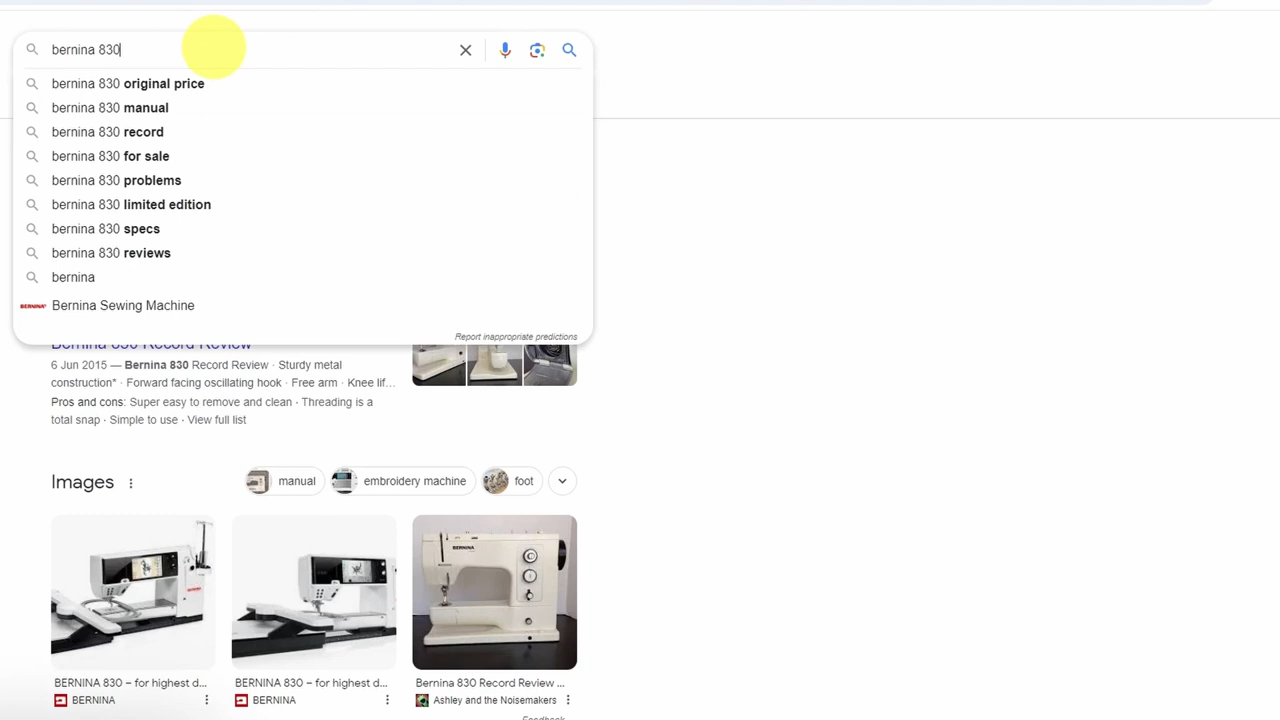 bernina 830
bernina 830 original price
bernina 830 manual
bernina 830 record
bernina 830 for sale
bernina 830 problems
bernina 830 limited edition
bernina 830 specs
bernina 830 reviews
bernina
BERNINA Bernina Sewing Machine
Report inappropriate predictions
Bernina 830 Record Review
6 Jun 2015 — Bernina 830 Record Review · Sturdy metal
construction* · Forward facing oscillating hook · Free arm · Knee lif...
Pros and cons: Super easy to remove and clean · Threading is a
total snap · Simple to use · View full list
Images
manual
embroidery machine
foot
BERNINA
BERNINA 830 – for highest d...
BERNINA
BERNINA 830 – for highest d...
BERNINA
Bernina 830 Record Review ...
Ashley and the Noisemakers
Feedback